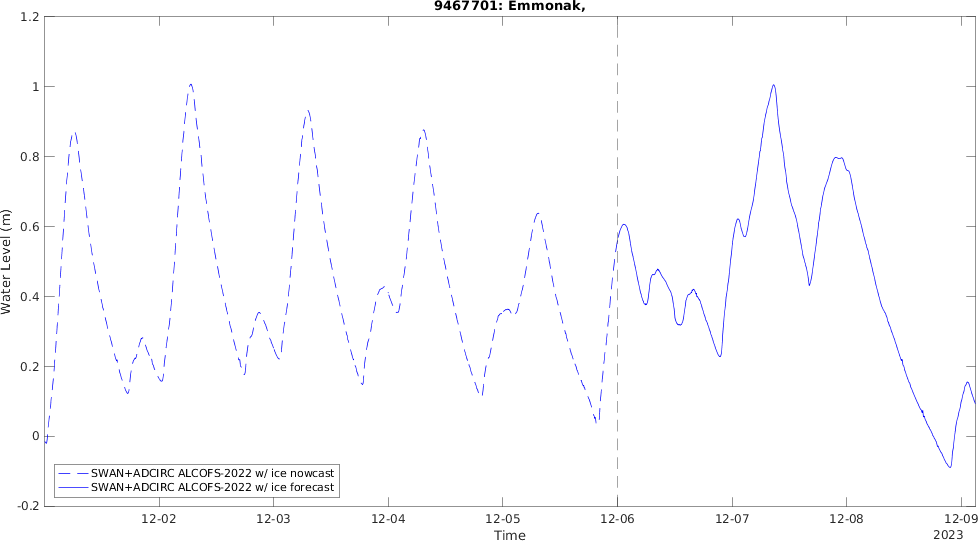 9467701: Emmonak,
1.2
1
0.8
0.6
0.4
0.2
0
-0.2
Water Level (m)
SWAN+ADCIRC ALCOFS-2022 w/ ice nowcast
SWAN+ADCIRC ALCOFS-2022 w/ ice forecast
12-02 12-03 12-04 12-05 12-06 12-07 12-08 12-09
Time
2023